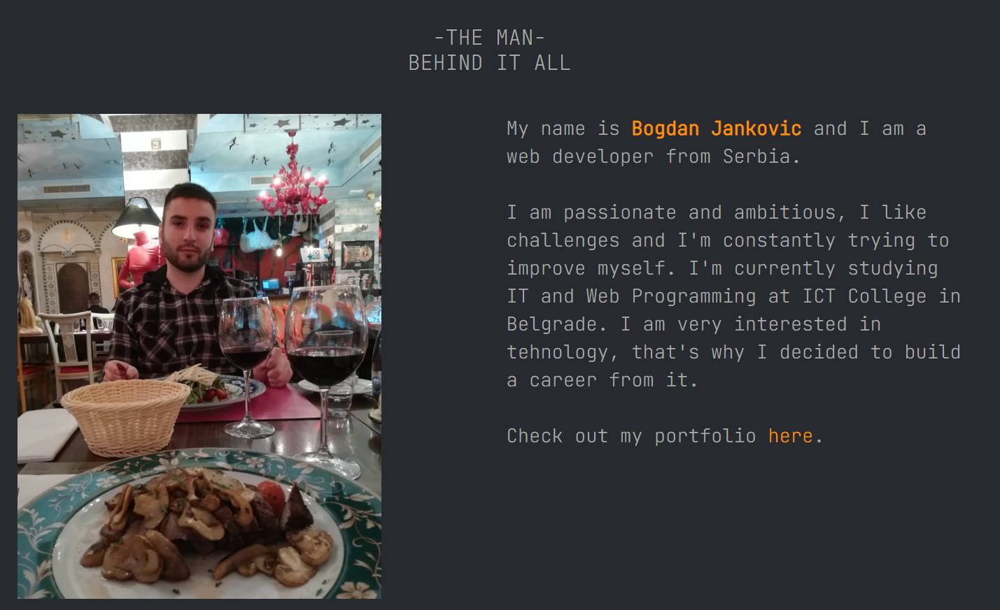 -THE MAN-
BEHIND IT ALL
My name is Bogdan Jankovic and I am a
web developer from Serbia.
I am passionate and ambitious, I like
challenges and I'm constantly trying to
improve myself. I'm currently studying
IT and Web Programming at ICT College in
Belgrade. I am very interested in
tehnology, that's why I decided to build
a career from it.
Check out my portfolio here.